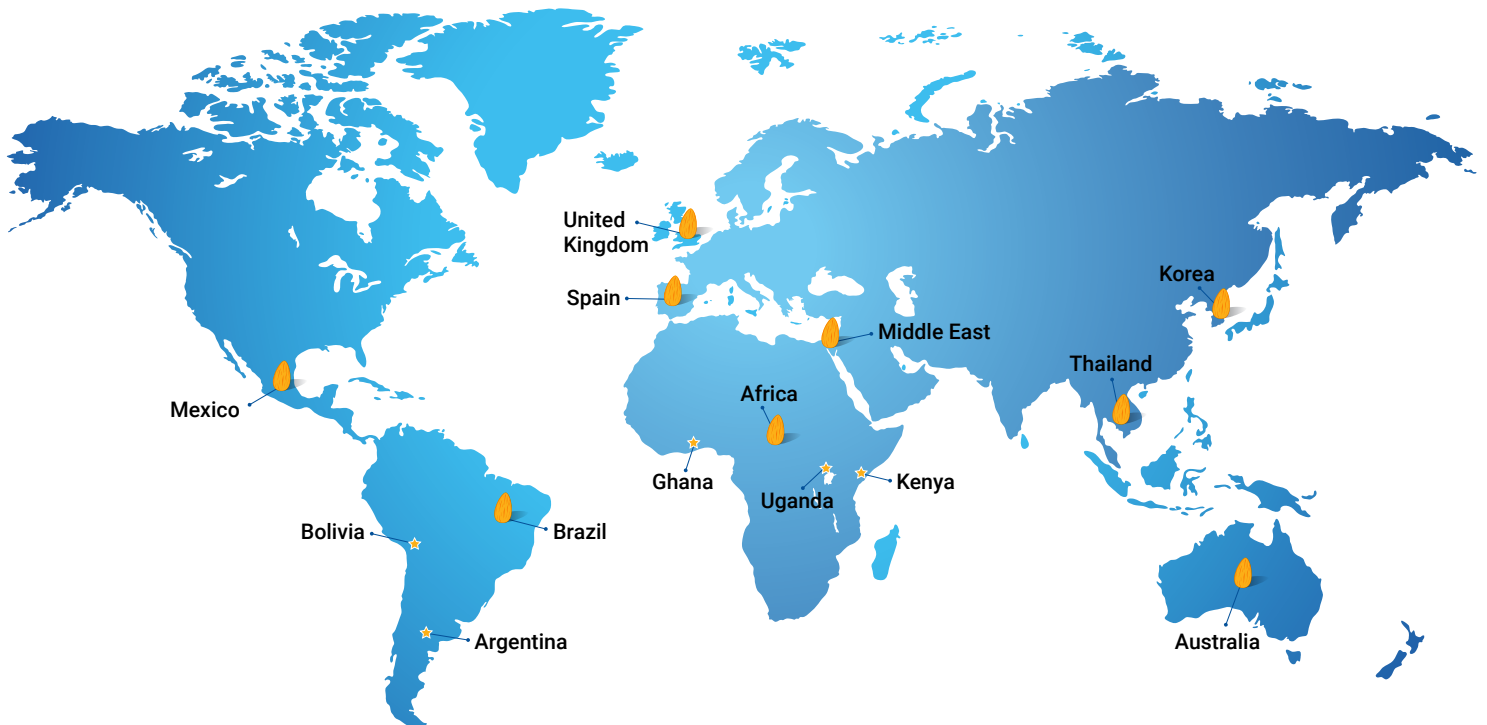 United
Kingdom
Korea
Spain
Middle East
Thailand
Africa
Mexico
Ghana
Kenya
Uganda
Bolivia
Brazil
Argentina
Australia